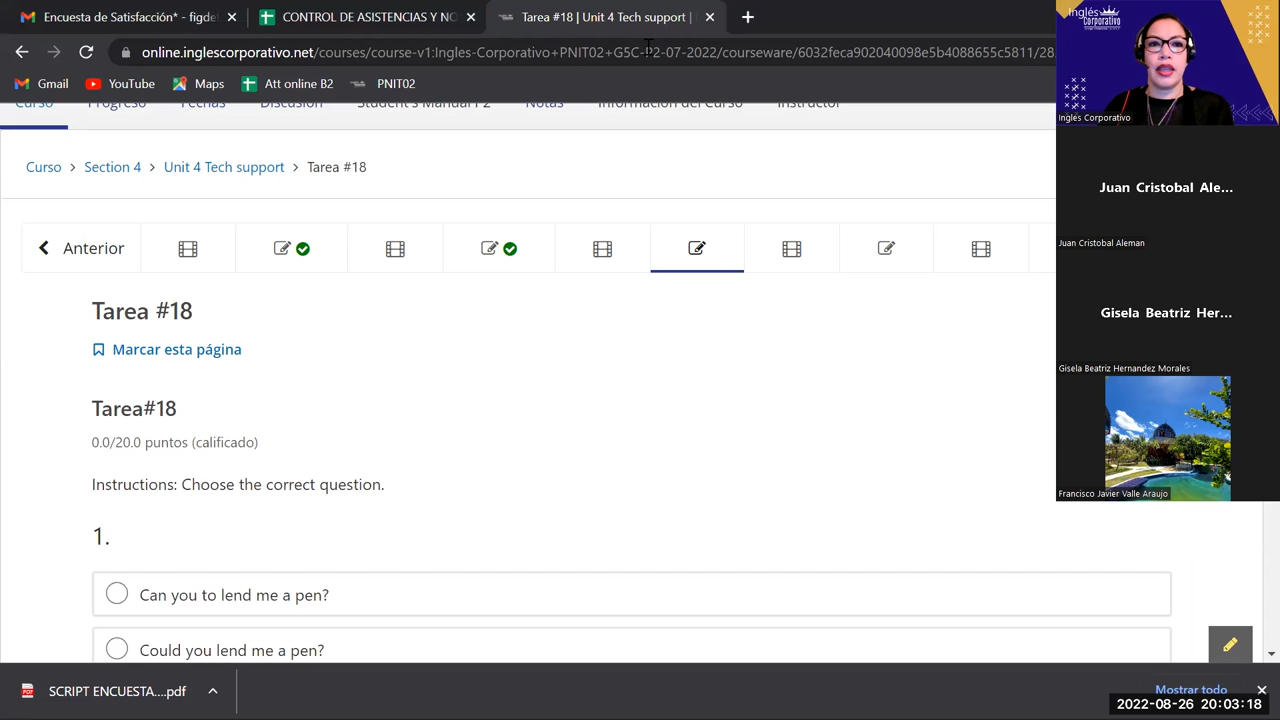 Encuesta de Satisfacción* - figde
CONTROL DE ASISTENCIAS Y NO
Tarea #18 | Unit 4 Tech support |
online.inglescorporativo.net/courses/course-v1:Ingles-Corporativo+PNIT02+G5C-12-07-2022/courseware/6032feca902040098e5b4088655c5811/28
Gmail
YouTube
Maps
Att online B2
PNIT02
Curso
Progreso
Fechas
Discusión
Student's Manual P2
Notas
Información del Curso
Instructor
Curso > Section 4 > Unit 4 Tech support > Tarea #18
Anterior
Tarea #18
Marcar esta página
Tarea#18
0.0/20.0 puntos (calificado)
Instructions: Choose the correct question.
1.
Can you to lend me a pen?
Could you lend me a pen?
SCRIPT ENCUESTA....pdf
Mostrar todo
2022-08-26 20:03:18
Inglés
Corporativo
Inglés Corporativo
Juan Cristobal Ale...
Juan Cristobal Aleman
Gisela Beatriz Her...
Gisela Beatriz Hernandez Morales
Francisco Javier Valle Araujo